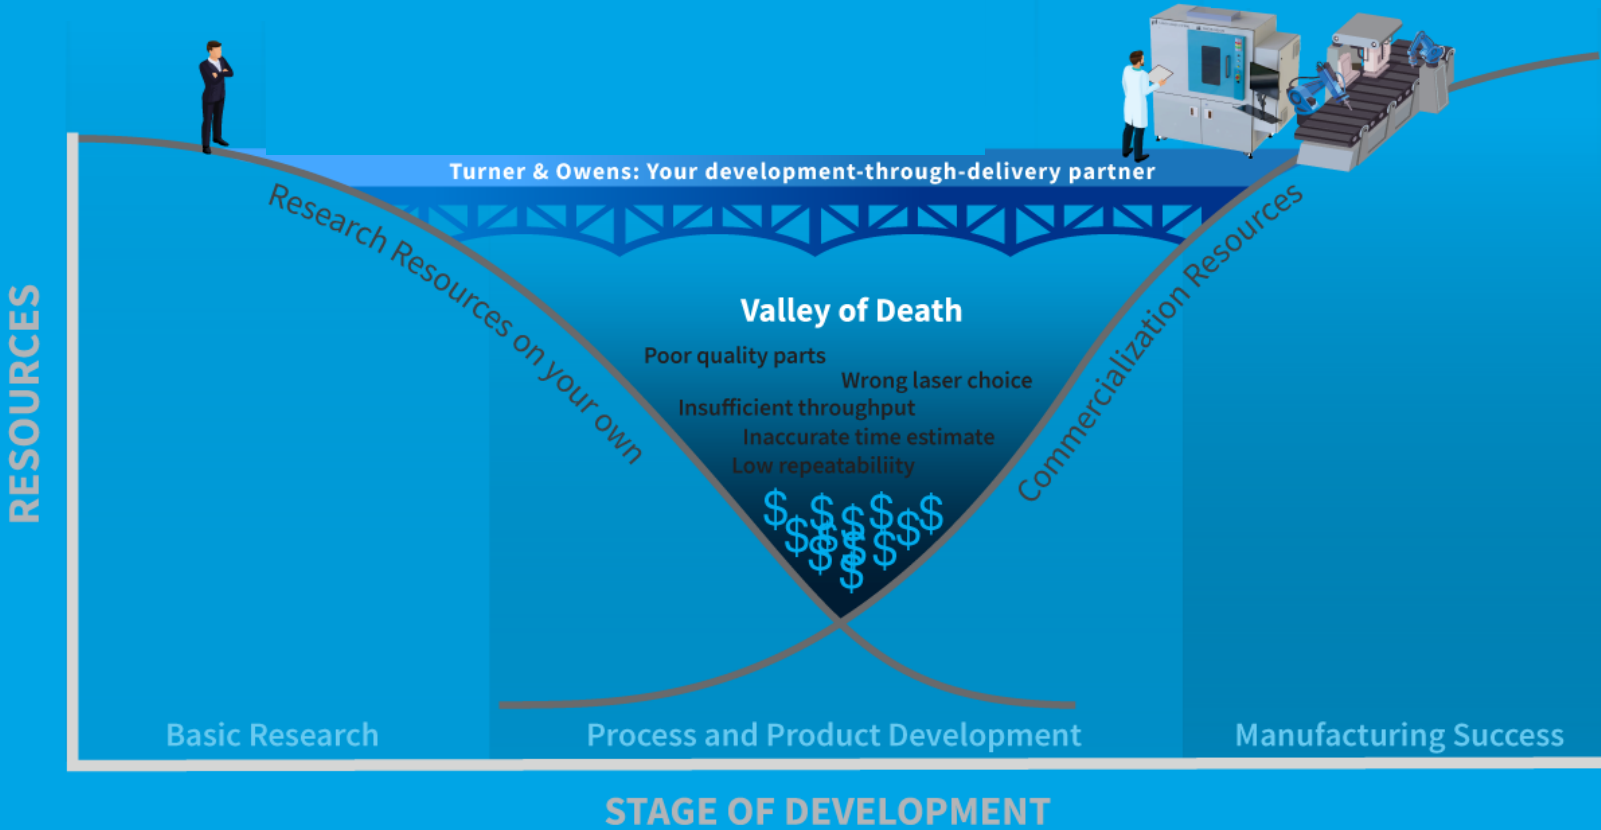 Turner & Owens: Your development-through-delivery partner
Research Resources on your own
Commercialization Resources
Valley of Death
Poor quality parts
Wrong laser choice
Insufficient throughput
Inaccurate time estimate
Low repeatabiliity
$ $ $ $ $ $ $ $ $ $ $ $ $
RESOURCES
Basic Research
Process and Product Development
Manufacturing Success
STAGE OF DEVELOPMENT